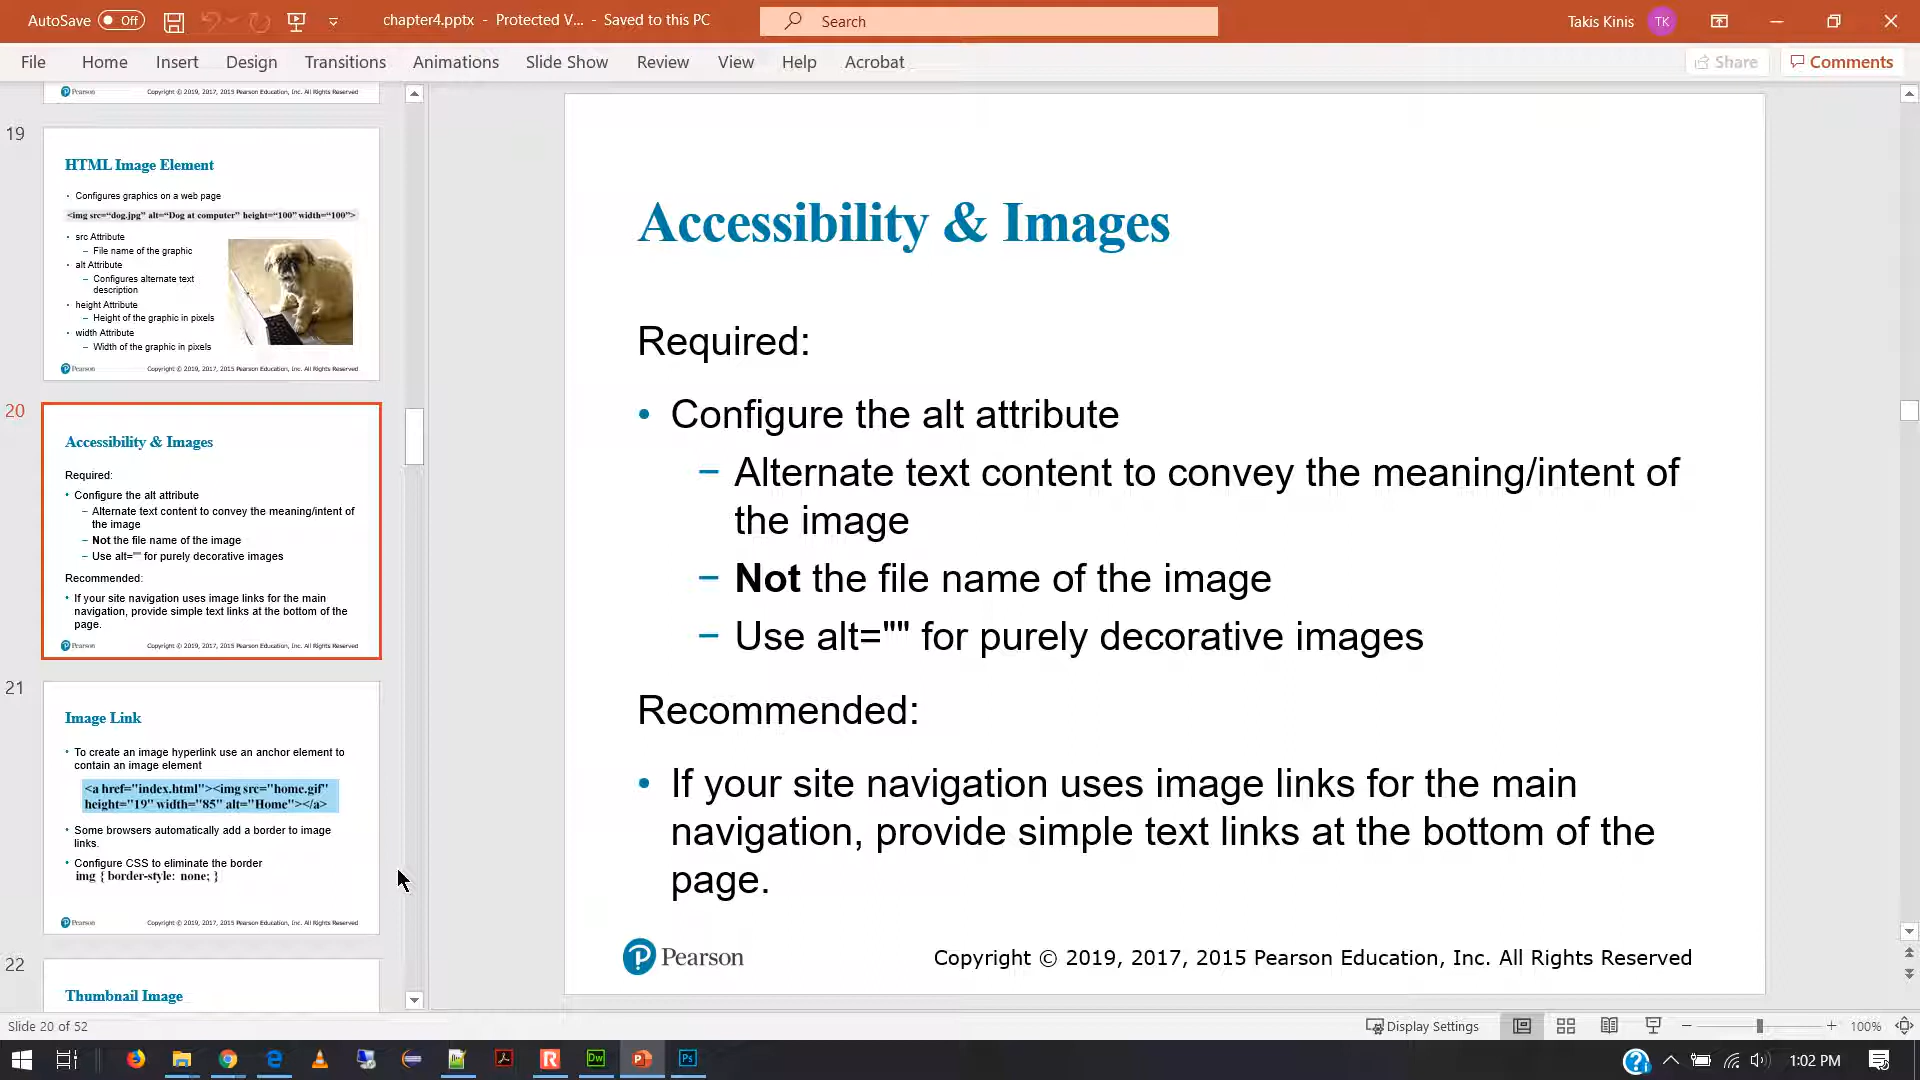 AutoSave Off
chapter4.pptx - Protected V... - Saved to this PC
Search
Takis Kinis TK
File Home Insert Design Transitions Animations Slide Show Review View Help Acrobat
Share Comments
Pearson Copyright © 2019, 2017, 2015 Pearson Education, Inc. All Rights Reserved
19
HTML Image Element
• Configures graphics on a web page
<img src=“dog.jpg” alt=“Dog at computer” height=“100” width=“100”>
• src Attribute
– File name of the graphic
• alt Attribute
– Configures alternate text
description
• height Attribute
– Height of the graphic in pixels
• width Attribute
– Width of the graphic in pixels
Pearson Copyright © 2019, 2017, 2015 Pearson Education, Inc. All Rights Reserved
20
Accessibility & Images
Required:
• Configure the alt attribute
– Alternate text content to convey the meaning/intent of
the image
– Not the file name of the image
– Use alt="" for purely decorative images
Recommended:
• If your site navigation uses image links for the main
navigation, provide simple text links at the bottom of the
page.
Pearson Copyright © 2019, 2017, 2015 Pearson Education, Inc. All Rights Reserved
21
Image Link
• To create an image hyperlink use an anchor element to
contain an image element
<a href="index.html"><img src="home.gif"
height="19" width="85" alt="Home"></a>
• Some browsers automatically add a border to image
links.
• Configure CSS to eliminate the border
img { border-style: none; }
Pearson Copyright © 2019, 2017, 2015 Pearson Education, Inc. All Rights Reserved
22
Thumbnail Image
Accessibility & Images
Required:
• Configure the alt attribute
– Alternate text content to convey the meaning/intent of
the image
– Not the file name of the image
– Use alt="" for purely decorative images
Recommended:
• If your site navigation uses image links for the main
navigation, provide simple text links at the bottom of the
page.
Pearson Copyright © 2019, 2017, 2015 Pearson Education, Inc. All Rights Reserved
Slide 20 of 52
Display Settings
100%
1:02 PM